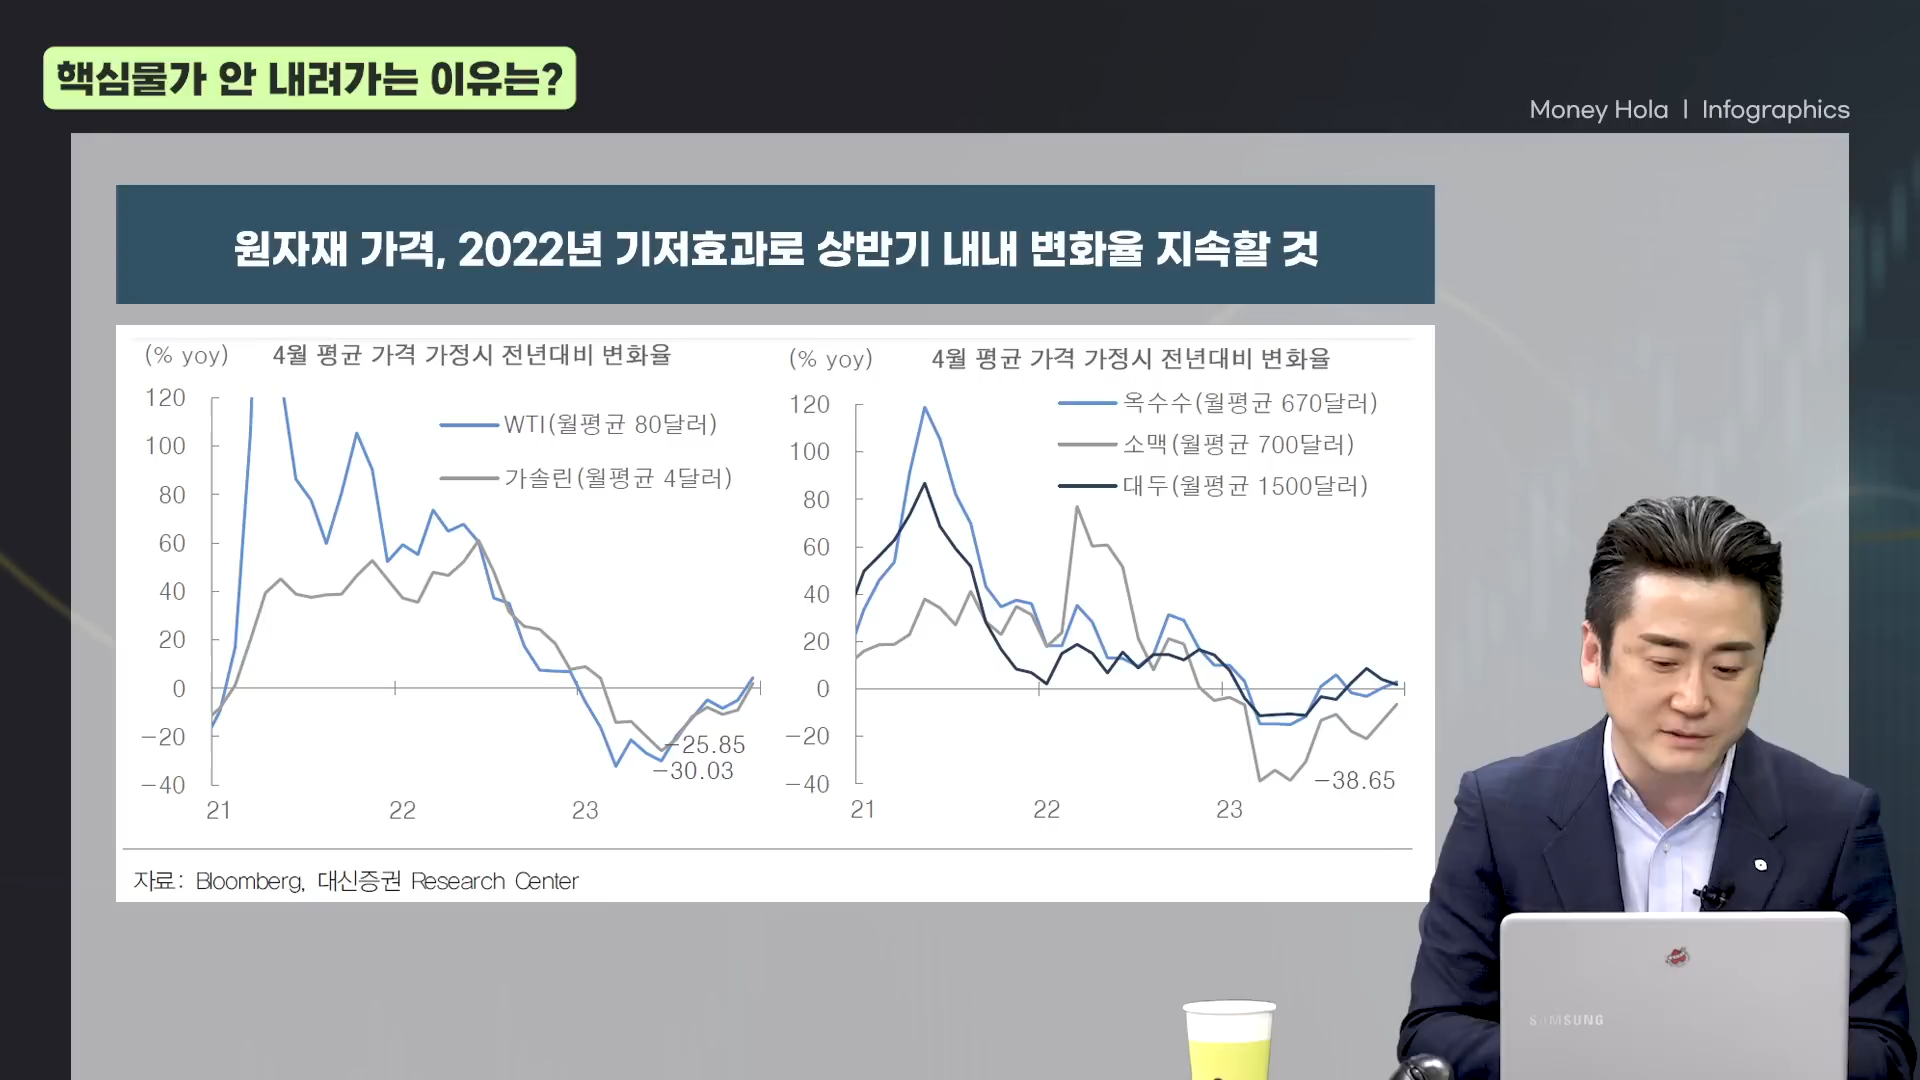 핵심물가 안 내려가는 이유는?
Money Hola | Infographics
원자재 가격, 2022년 기저효과로 상반기 내내 변화율 지속할 것
(% yoy) 4월 평균 가격 가정시 전년대비 변화율
120
100
80
60
40
20
0
−20
−40
21 22 23
WTI(월평균 80달러)
가솔린(월평균 4달러)
−25.85
−30.03
(% yoy) 4월 평균 가격 가정시 전년대비 변화율
120
100
80
60
40
20
0
−20
−40
21 22 23
옥수수(월평균 670달러)
소맥(월평균 700달러)
대두(월평균 1500달러)
−38.65
자료: Bloomberg, 대신증권 Research Center
SAMSUNG